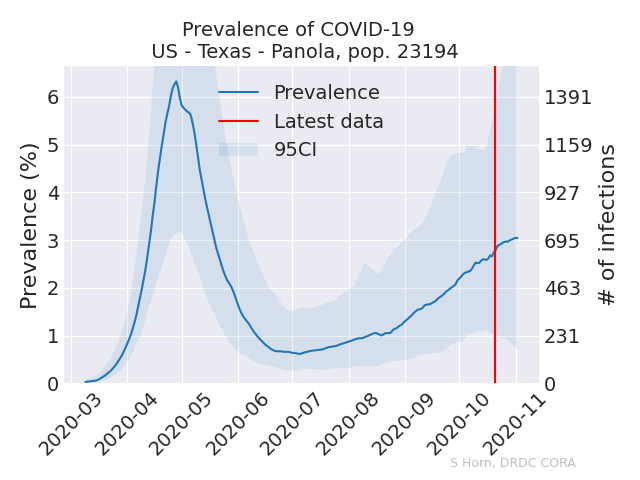 Prevalence of COVID-19
US - Texas - Panola, pop. 23194
Prevalence
Latest data
95CI
Prevalence (%)
6
5
4
3
2
1
0
1391
1159
927
695
463
231
0
# of infections
2020-03
2020-04
2020-05
2020-06
2020-07
2020-08
2020-09
2020-10
2020-11
S Horn, DRDC CORA